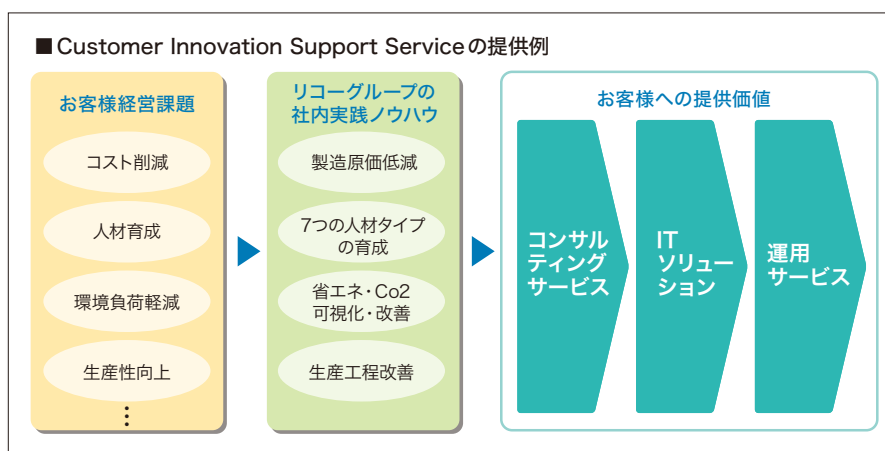 ■Customer Innovation Support Serviceの提供例
お客様経営課題
コスト削減
人材育成
環境負荷軽減
生産性向上
⋮
リコーグループの
社内実践ノウハウ
製造原価低減
7つの人材タイプ
の育成
省エネ・Co2
可視化・改善
生産工程改善
お客様への提供価値
コンサル
ティング
サービス
IT
ソリュー
ション
運用
サービス